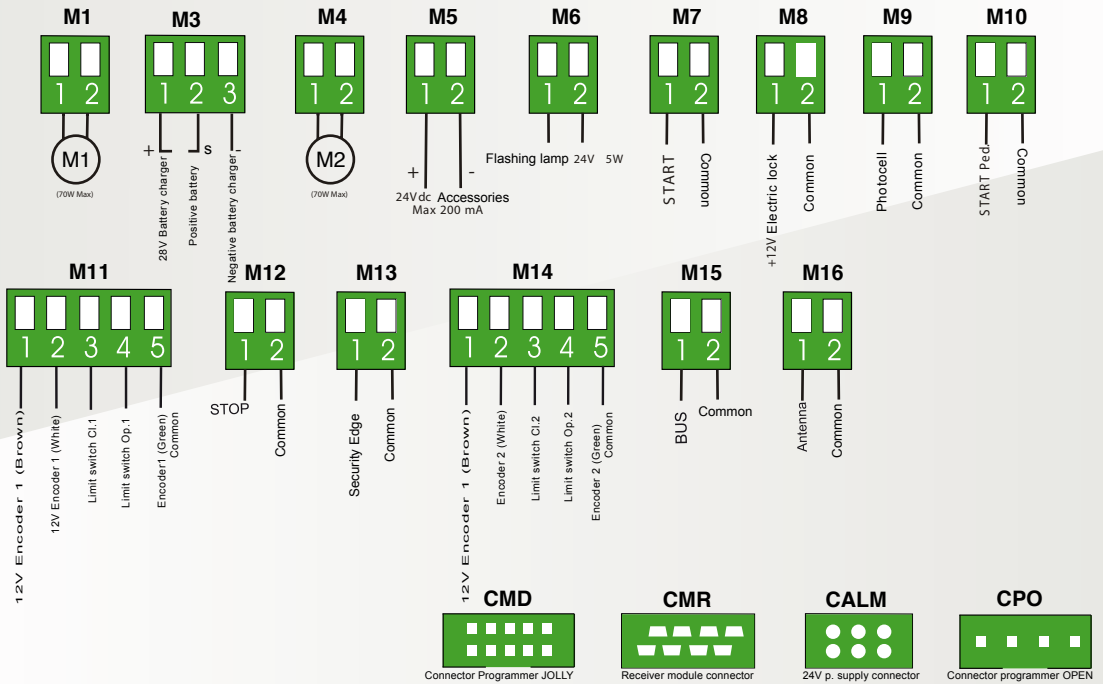 M1 M3 M4 M5 M6 M7 M8 M9 M10
1 2
1 2 3
1 2
1 2
1 2
1 2
1 2
1 2
1 2
M1
(70W Max)
+ s -
28V Battery charger
Positive battery
Negative battery charger
M2
(70W Max)
+ -
24Vdc Accessories
Max 200 mA
Flashing lamp 24V 5W
START
Common
+12V Electric lock
Common
Photocell
Common
START Ped.
Common
M11 M12 M13 M14 M15 M16
1 2 3 4 5
1 2
1 2
1 2 3 4 5
1 2
1 2
12V Encoder 1 (Brown)
12V Encoder 1 (White)
Limit switch Cl.1
Limit switch Op.1
Encoder1 (Green)
Common
STOP
Common
Security Edge
Common
12V Encoder 1 (Brown)
Encoder 2 (White)
Limit switch Cl.2
Limit switch Op.2
Encoder 2 (Green)
Common
BUS
Common
Antenna
Common
CMD
Connector Programmer JOLLY
CMR
Receiver module connector
CALM
24V p. supply connector
CPO
Connector programmer OPEN